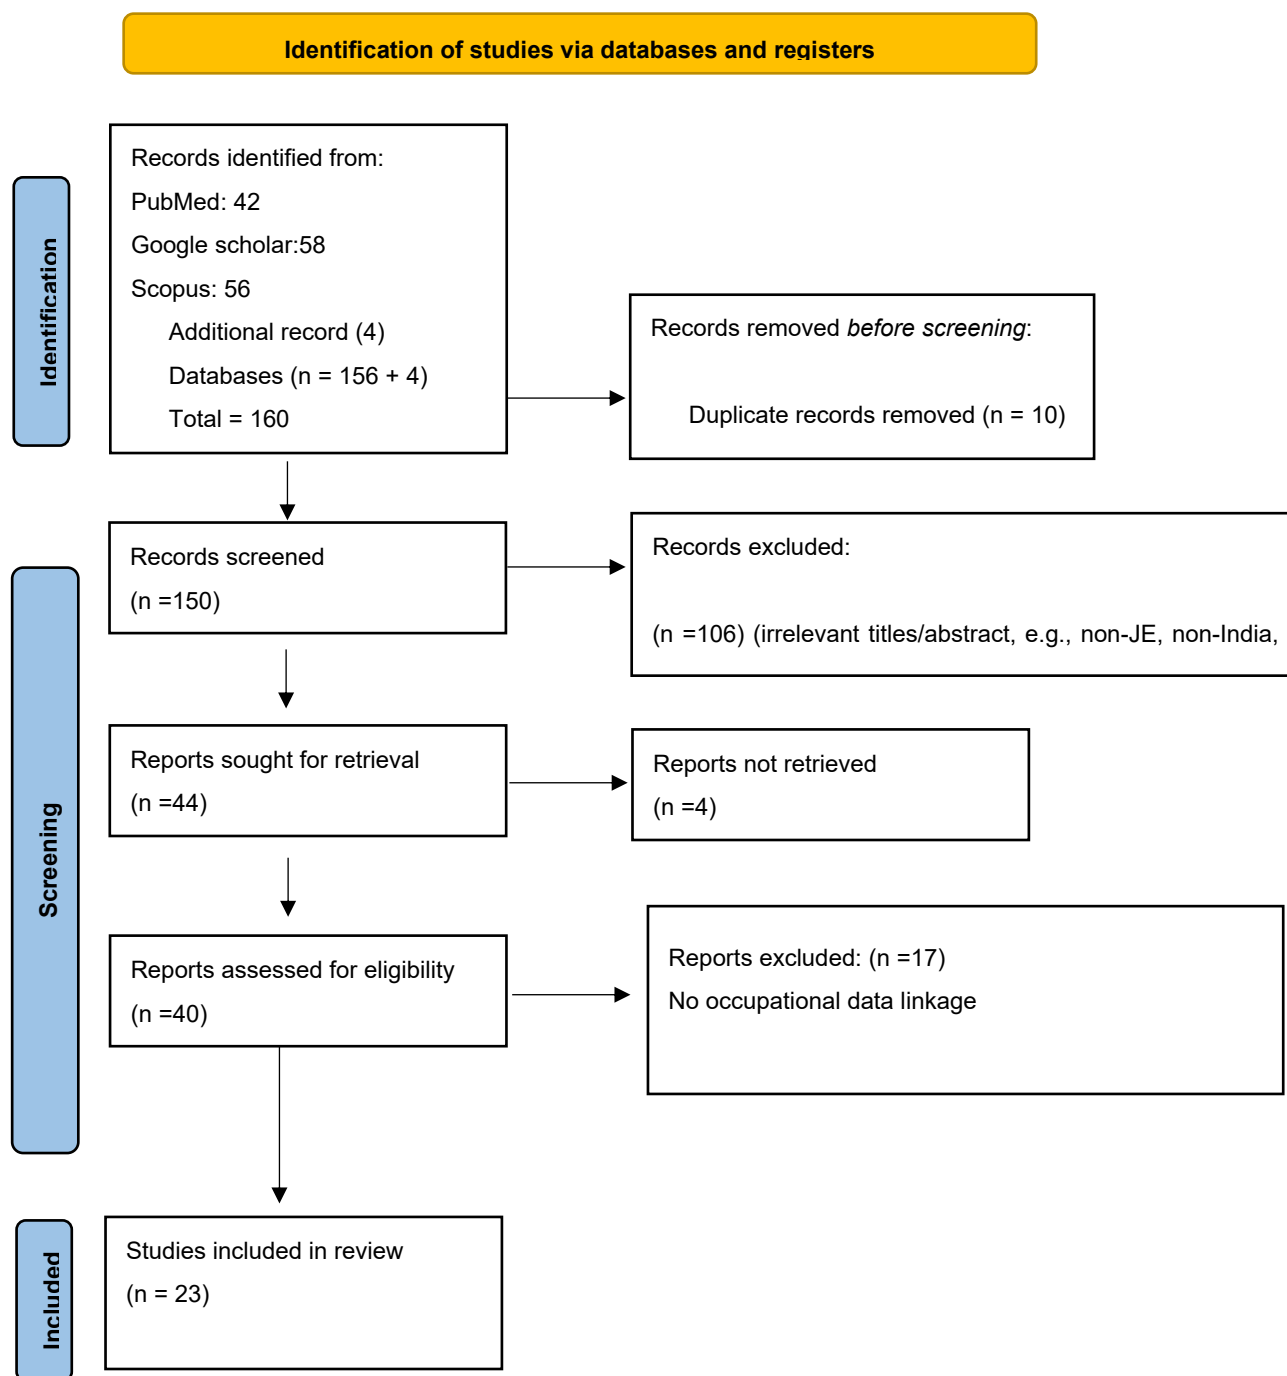 Identification of studies via databases and registers
Identification
Records identified from:
PubMed: 42
Google scholar:58
Scopus: 56
Additional record (4)
Databases (n = 156 + 4)
Total = 160
Records removed before screening:
Duplicate records removed (n = 10)
Screening
Records screened
(n =150)
Records excluded:
(n =106) (irrelevant titles/abstract, e.g., non-JE, non-India,
Reports sought for retrieval
(n =44)
Reports not retrieved
(n =4)
Reports assessed for eligibility
(n =40)
Reports excluded: (n =17)
No occupational data linkage
Included
Studies included in review
(n = 23)